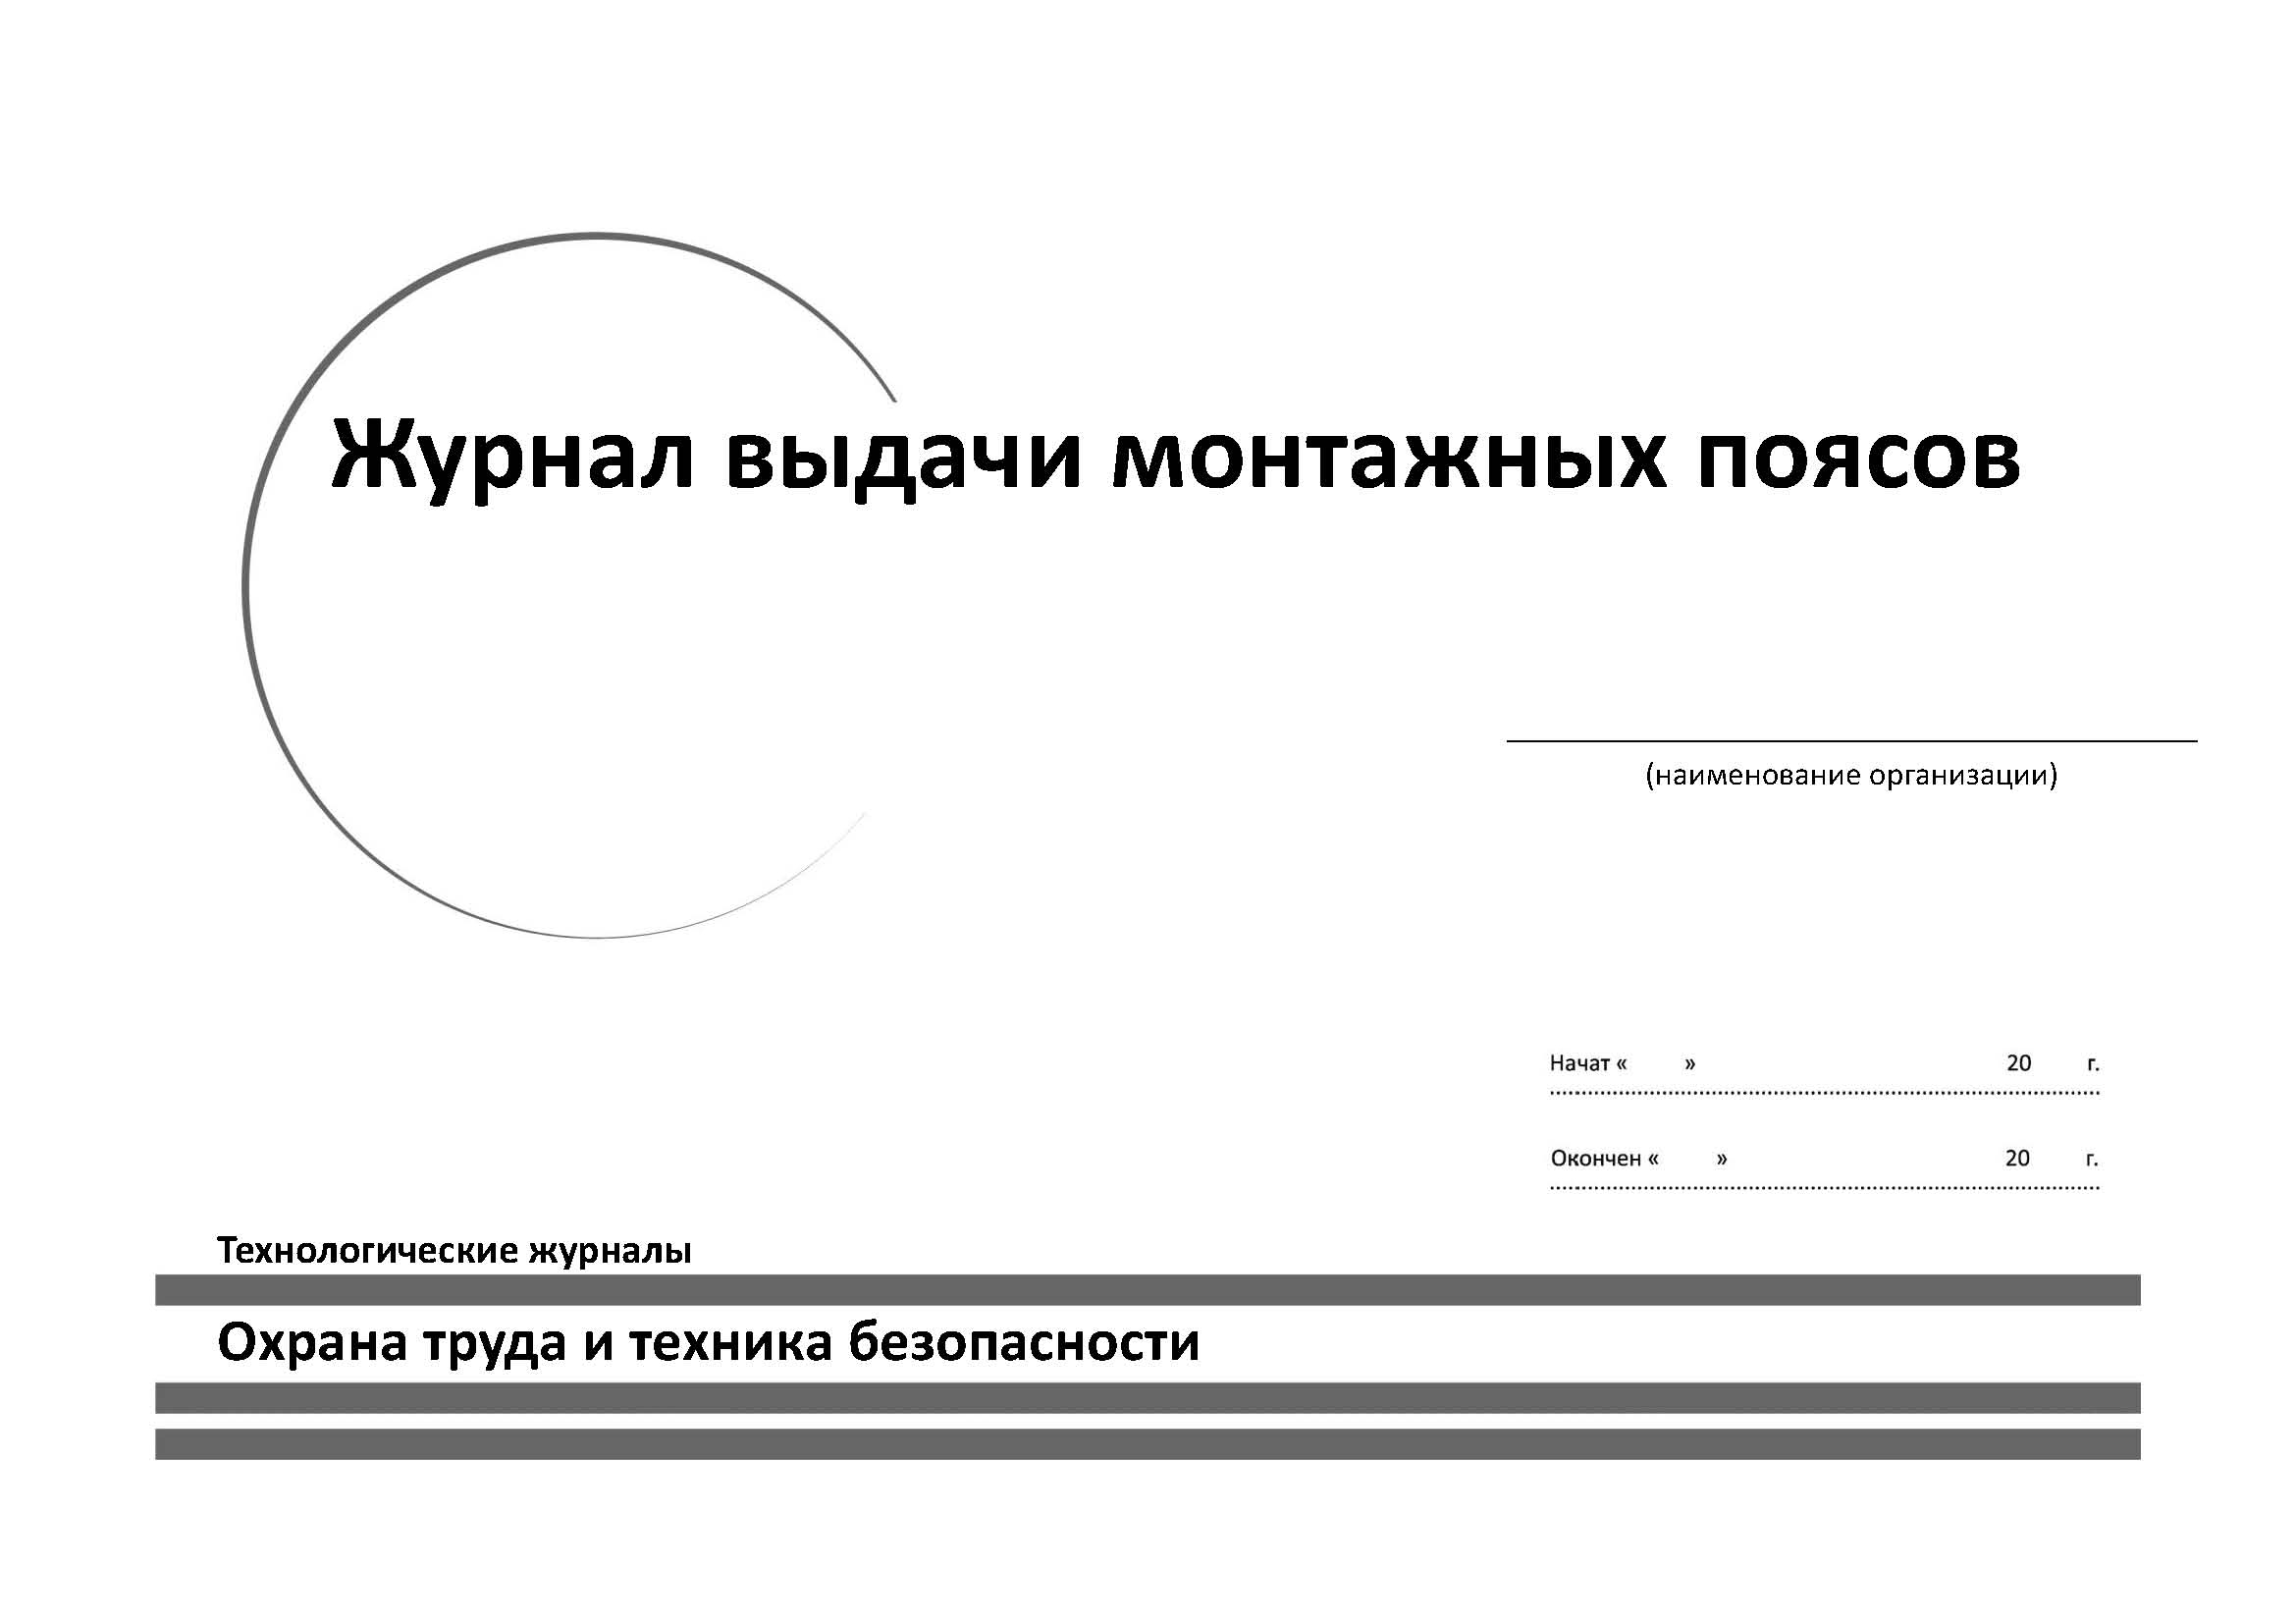 Журнал выдачи монтажных поясов
(наименование организации)
Начат « » 20 г.
Окончен « » 20 г.
Технологические журналы
Охрана труда и техника безопасности